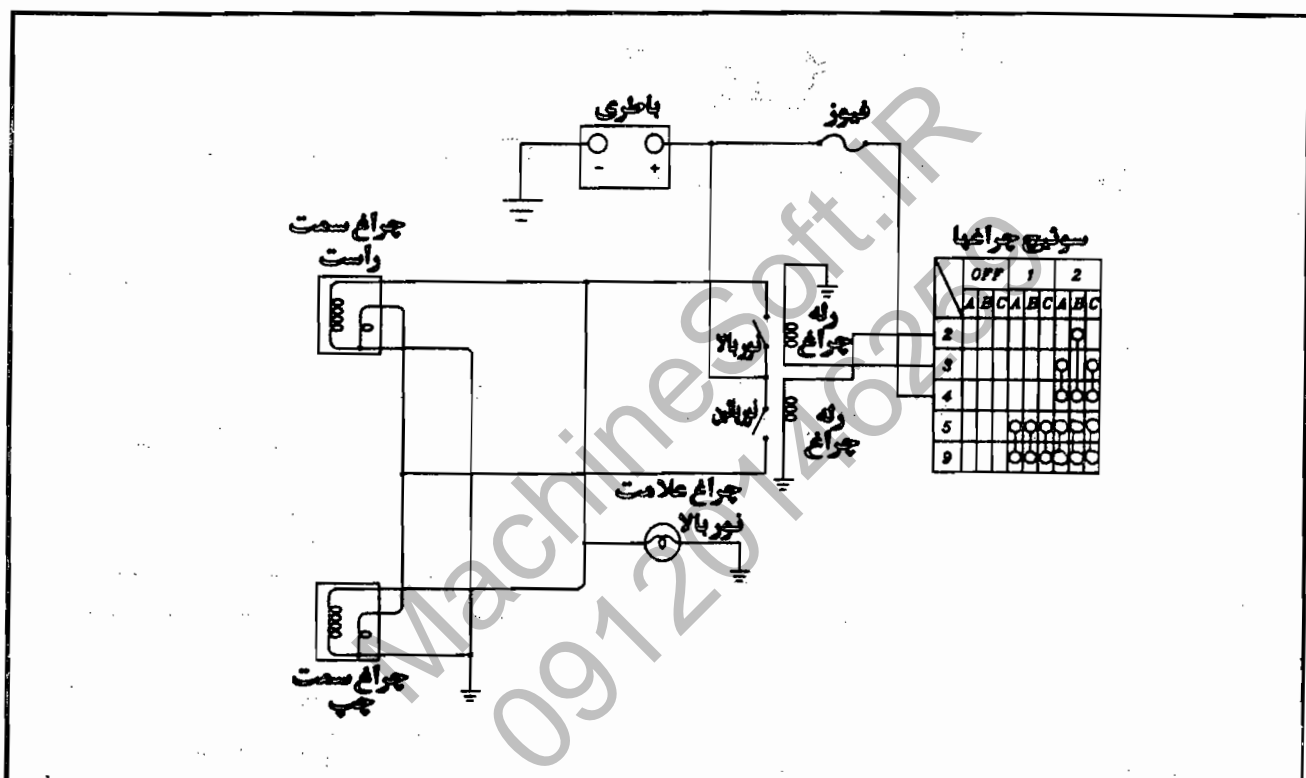 باطری
فیوز
- +
چراغ سمت
راست
سوئیچ چراغها
OFF 1 2
A B C A B C A B C
2
3
4
5
9
رله
چراغ
نور بالا
نور پائین
رله
چراغ
چراغ علامت
نور بالا
چراغ سمت
چپ
MachineSoft.IR
09120146259